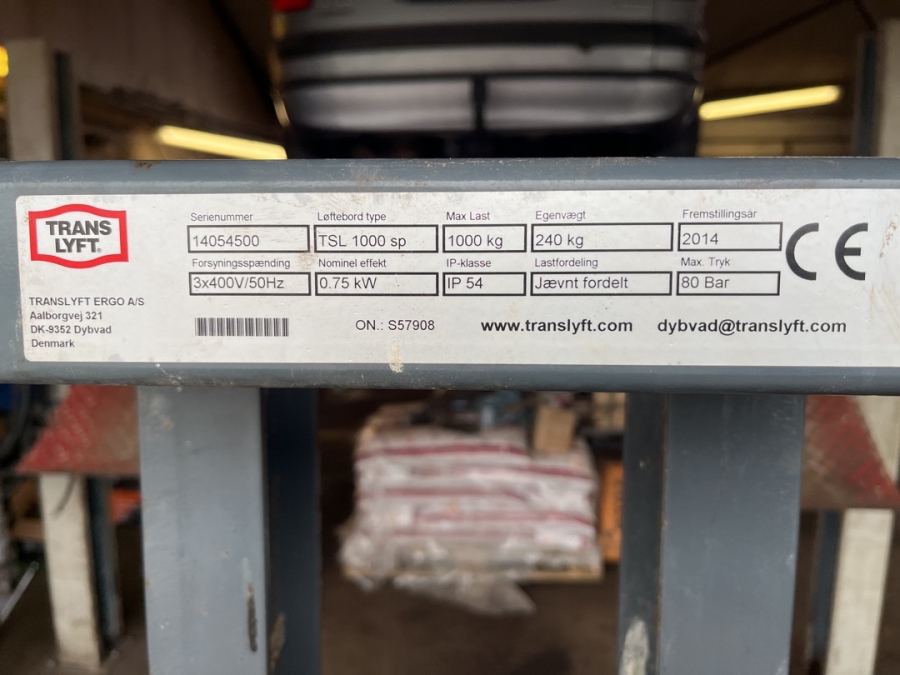 TRANS
LYFT®
Serienummer Løftebord type Max Last Egenvægt Fremstillingsår
14054500 TSL 1000 sp 1000 kg 240 kg 2014
Forsyningsspænding Nominel effekt IP-klasse Lastfordeling Max. Tryk
3x400V/50Hz 0.75 kW IP 54 Jævnt fordelt 80 Bar
CE
TRANSLYFT ERGO A/S
Aalborgvej 321
DK-9352 Dybvad
Denmark
ON.: S57908 www.translyft.com dybvad@translyft.com